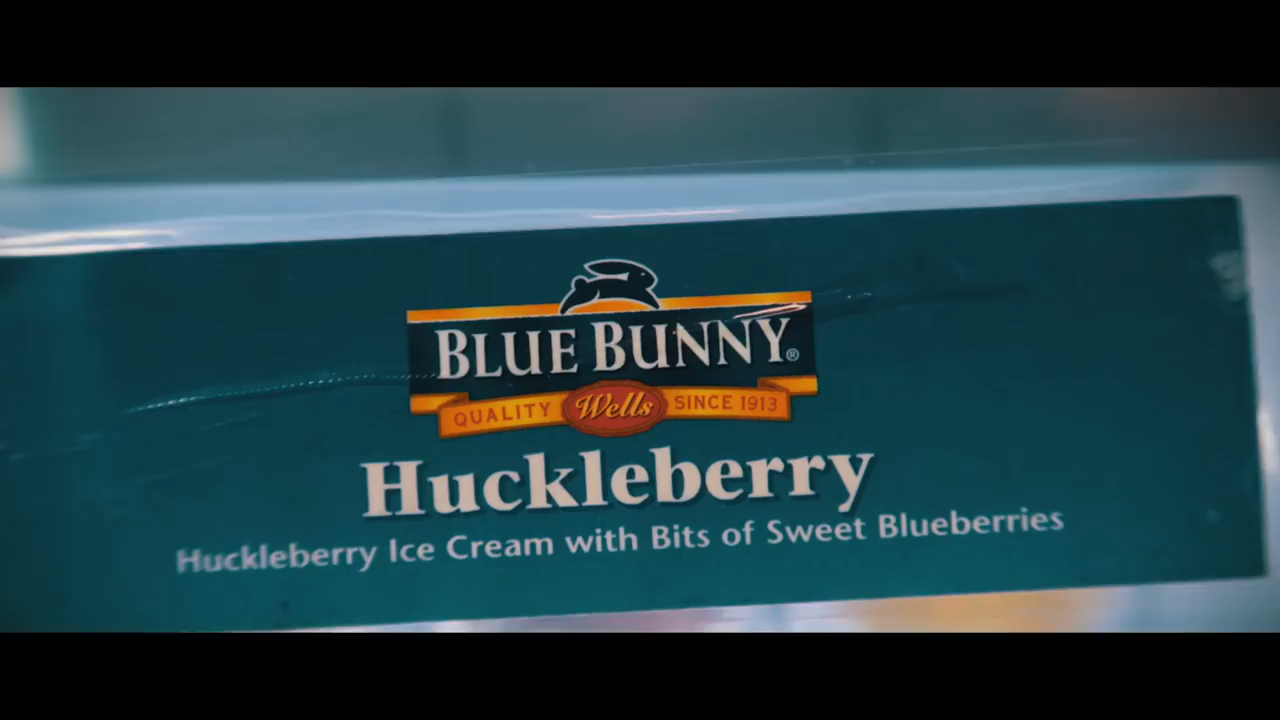 BLUE BUNNY®
QUALITY Wells SINCE 1913
Huckleberry
Huckleberry Ice Cream with Bits of Sweet Blueberries